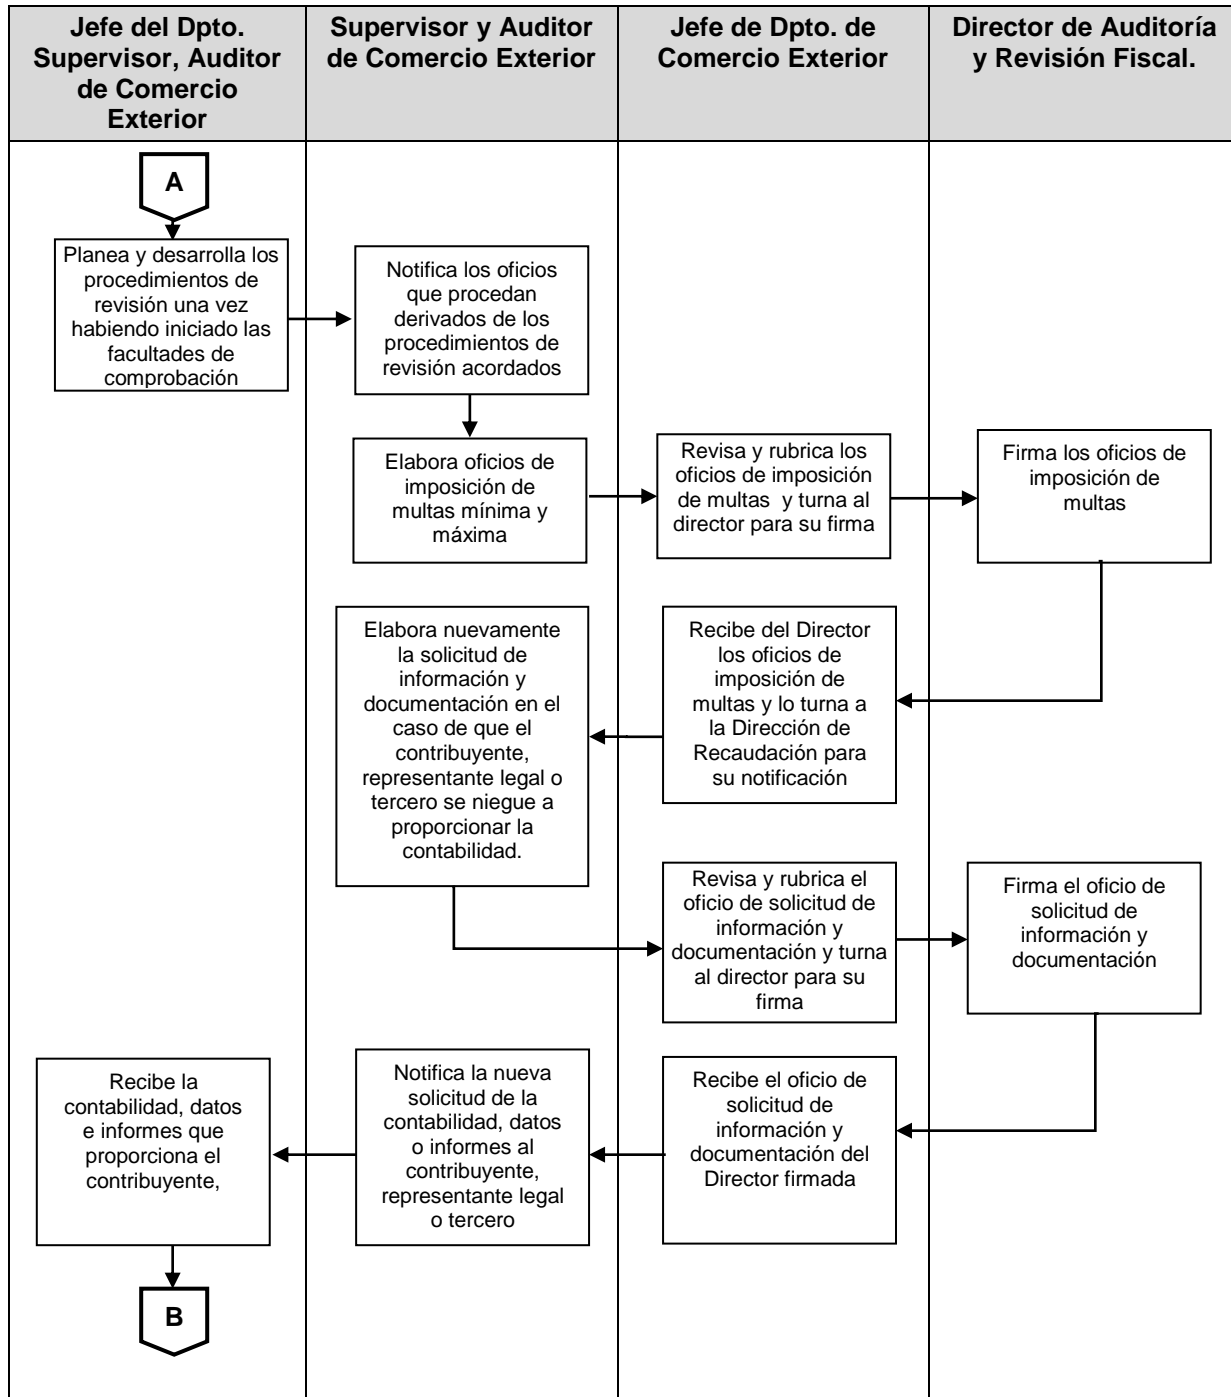 Jefe del Dpto.
Supervisor, Auditor
de Comercio
Exterior
Supervisor y Auditor
de Comercio Exterior
Jefe de Dpto. de
Comercio Exterior
Director de Auditoría
y Revisión Fiscal.
A
Planea y desarrolla los
procedimientos de
revisión una vez
habiendo iniciado las
facultades de
comprobación
Notifica los oficios
que procedan
derivados de los
procedimientos de
revisión acordados
Elabora oficios de
imposición de
multas mínima y
máxima
Revisa y rubrica los
oficios de imposición
de multas y turna al
director para su firma
Firma los oficios de
imposición de
multas
Recibe del Director
los oficios de
imposición de
multas y lo turna a
la Dirección de
Recaudación para
su notificación
Elabora nuevamente
la solicitud de
información y
documentación en el
caso de que el
contribuyente,
representante legal o
tercero se niegue a
proporcionar la
contabilidad.
Revisa y rubrica el
oficio de solicitud de
información y
documentación y turna
al director para su
firma
Firma el oficio de
solicitud de
información y
documentación
Recibe el oficio de
solicitud de
información y
documentación del
Director firmada
Notifica la nueva
solicitud de la
contabilidad, datos
o informes al
contribuyente,
representante legal
o tercero
Recibe la
contabilidad, datos
e informes que
proporciona el
contribuyente,
B